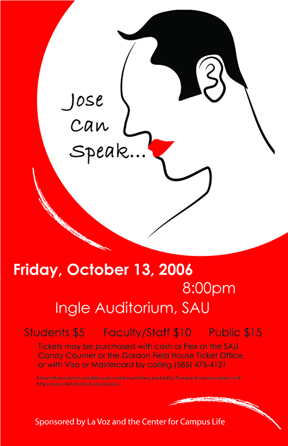 Jose
Can
Speak...
Friday, October 13, 2006
8:00pm
Ingle Auditorium, SAU
Students $5 Faculty/Staff $10 Public $15
Tickets may be purchased with cash or Flex at the SAU
Candy Counter or the Gordon Field House Ticket Office,
or with Visa or Mastercard by calling (585) 475-4121
Sponsored by La Voz and the Center for Campus Life